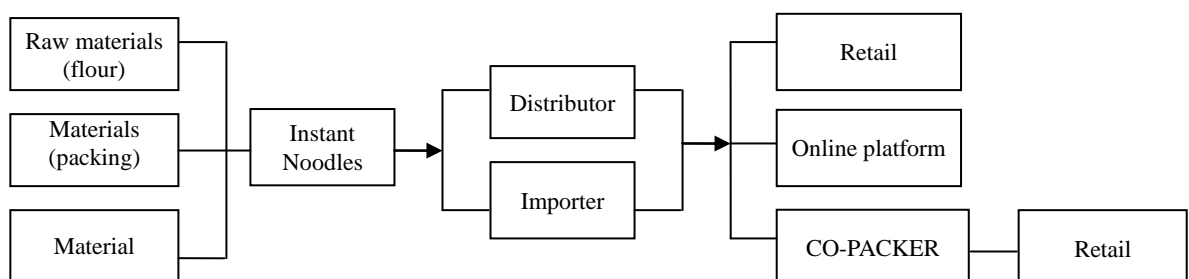 Raw materials
(flour)
Materials
(packing)
Material
Instant
Noodles
Distributor
Importer
Retail
Online platform
CO-PACKER
Retail